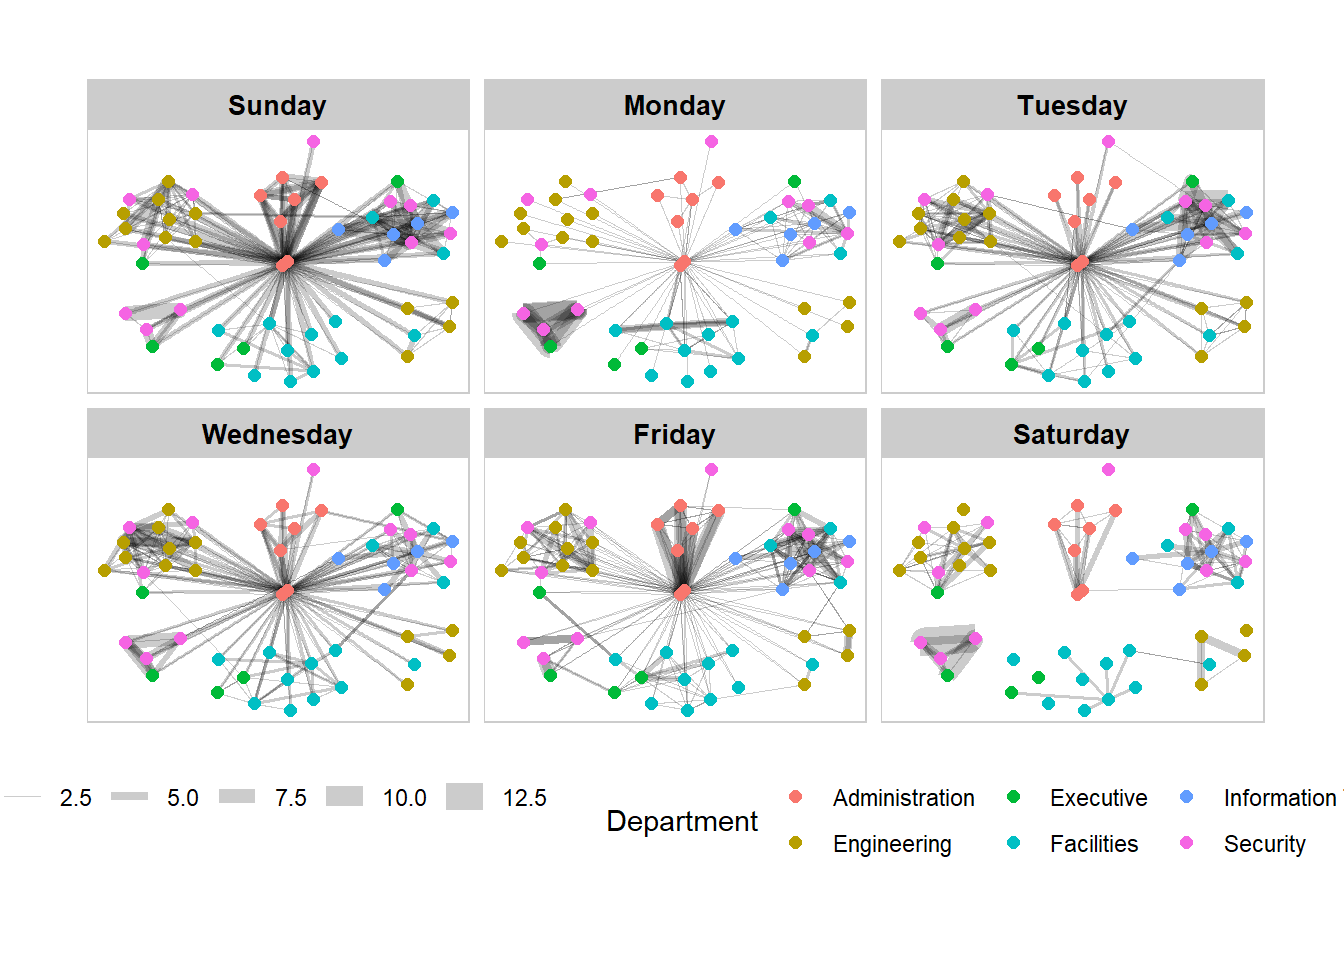 Sunday Monday Tuesday
Wednesday Friday Saturday
2.5 5.0 7.5 10.0 12.5
Department
Administration Executive Information
Engineering Facilities Security